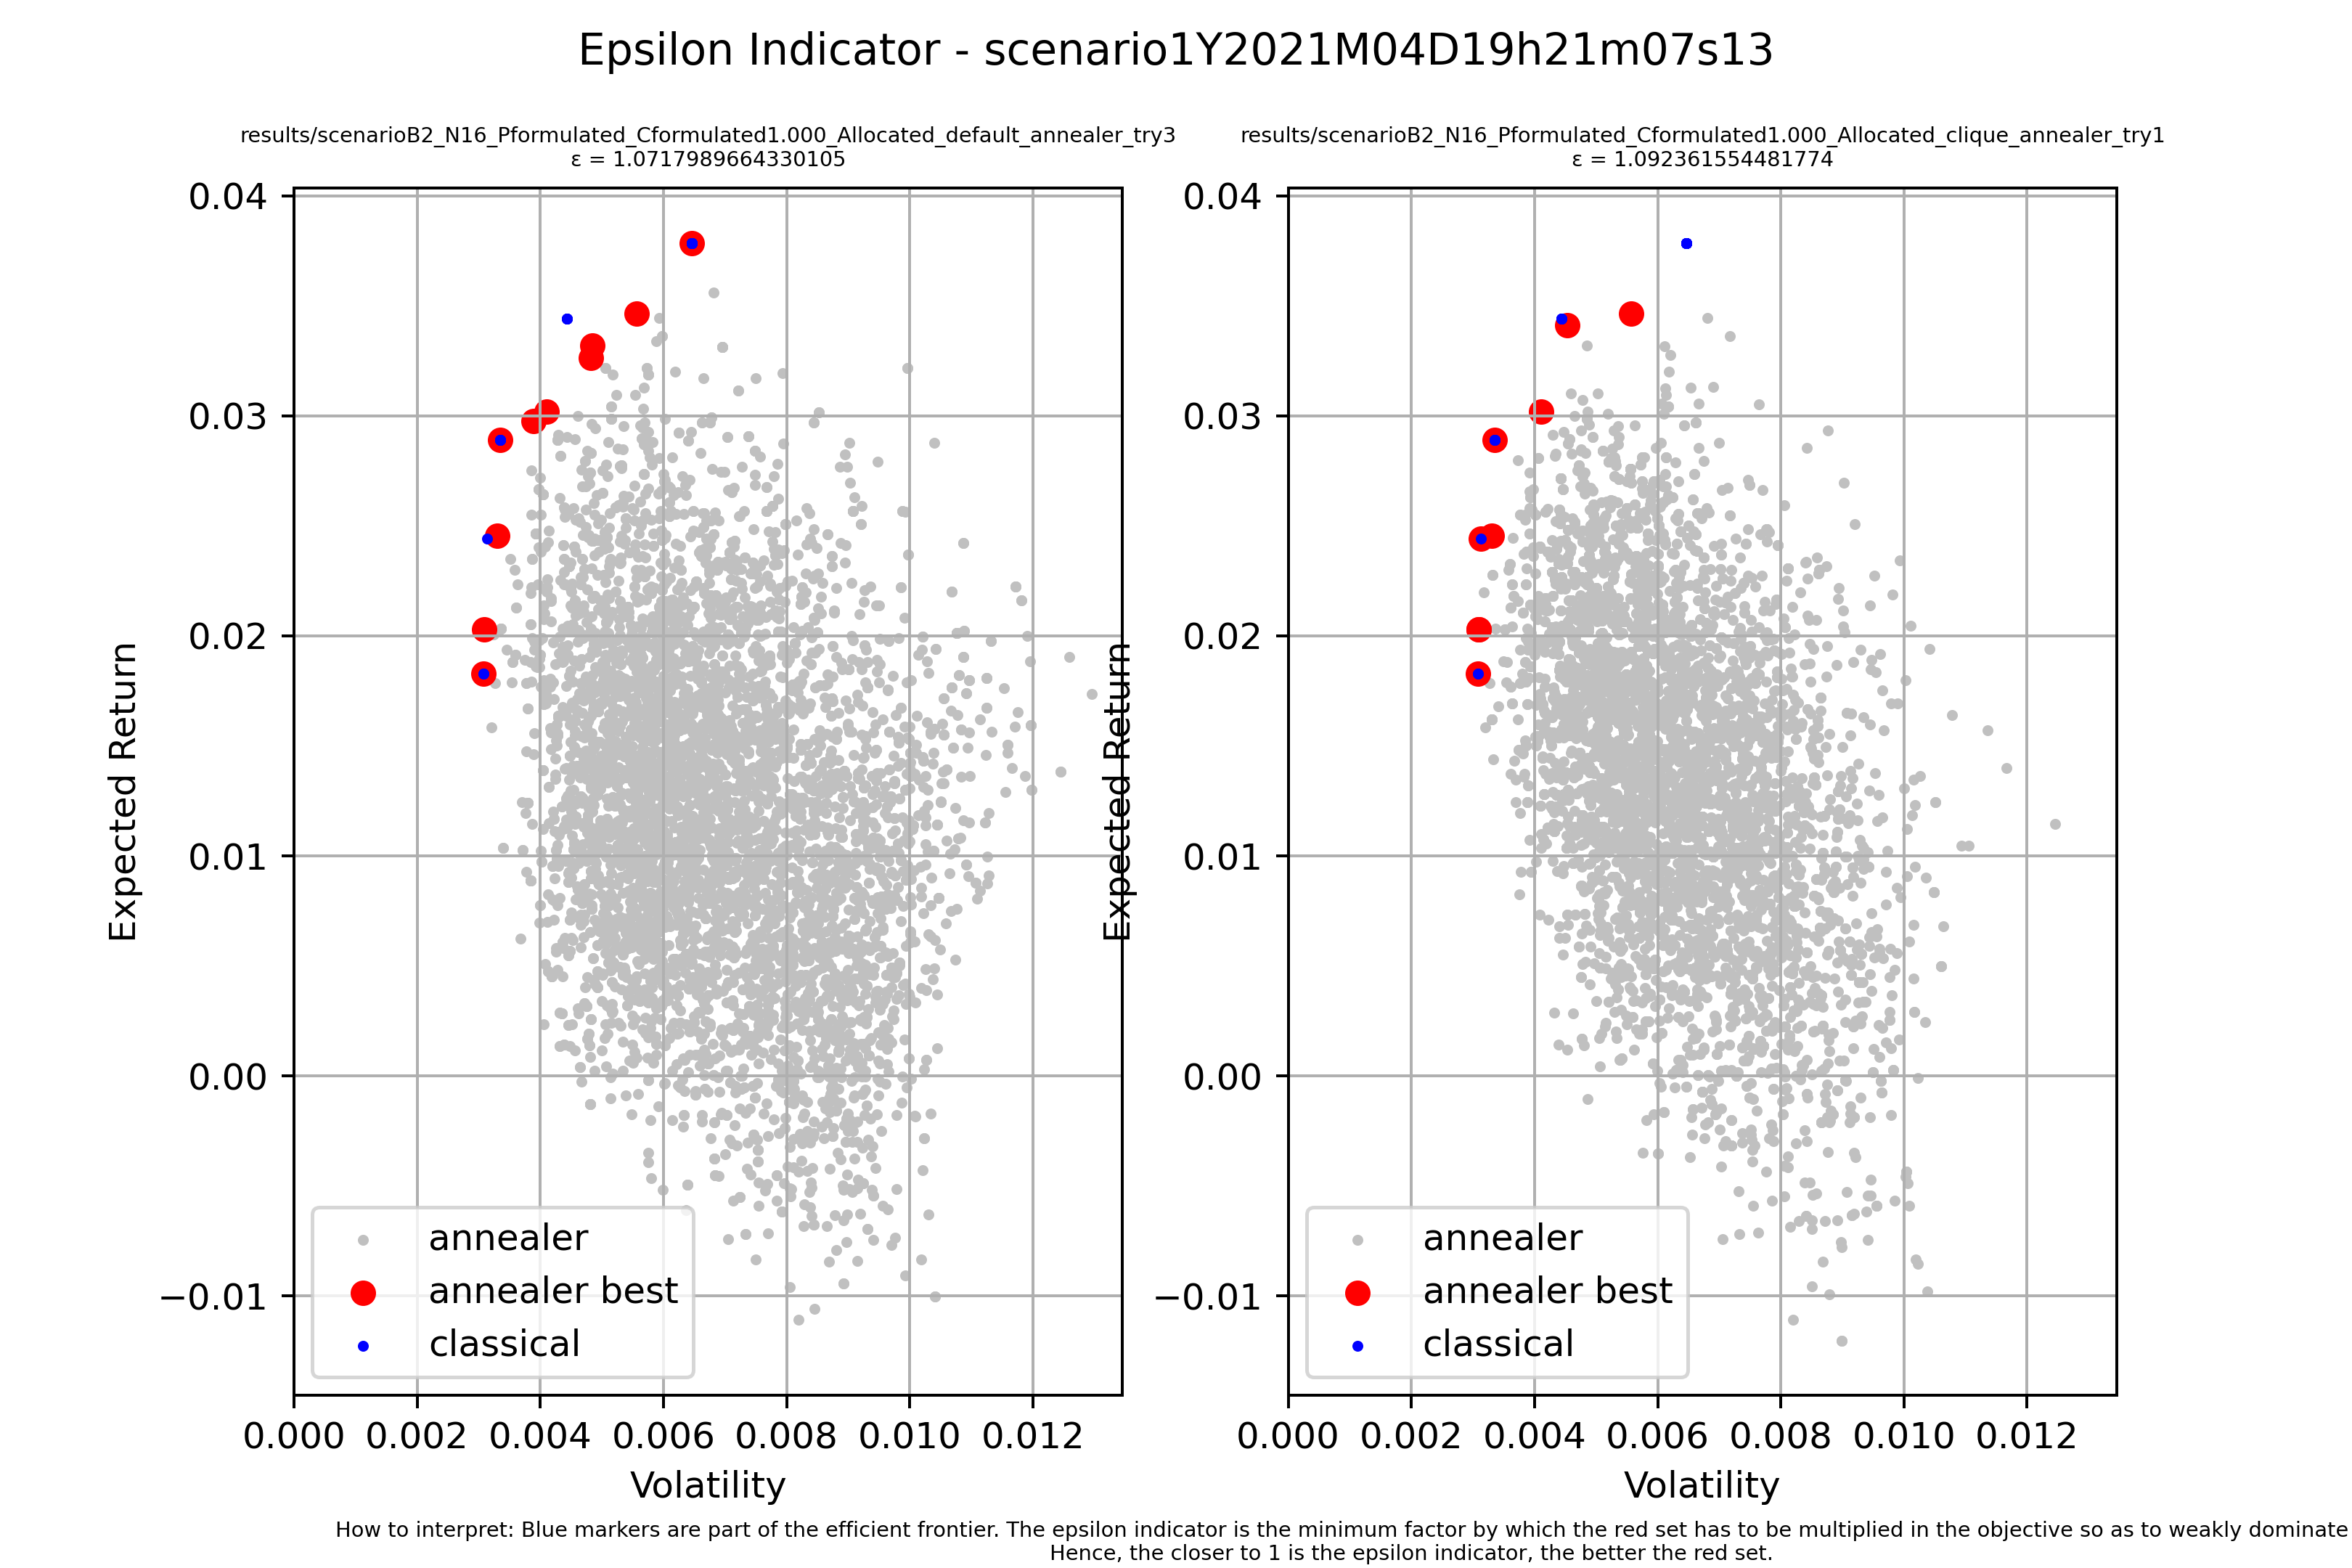 Epsilon Indicator - scenario1Y2021M04D19h21m07s13
results/scenarioB2_N16_Pformulated_Cformulated1.000_Allocated_default_annealer_try3
ε = 1.0717989664330105
0.04
0.03
0.02
0.01
0.00
−0.01
Expected Return
annealer
annealer best
classical
0.000 0.002 0.004 0.006 0.008 0.010 0.012
Volatility
results/scenarioB2_N16_Pformulated_Cformulated1.000_Allocated_clique_annealer_try1
ε = 1.092361554481774
0.04
0.03
0.02
0.01
0.00
−0.01
Expected Return
annealer
annealer best
classical
0.000 0.002 0.004 0.006 0.008 0.010 0.012
Volatility
How to interpret: Blue markers are part of the efficient frontier. The epsilon indicator is the minimum factor by which the red set has to be multiplied in the objective so as to weakly dominate
Hence, the closer to 1 is the epsilon indicator, the better the red set.